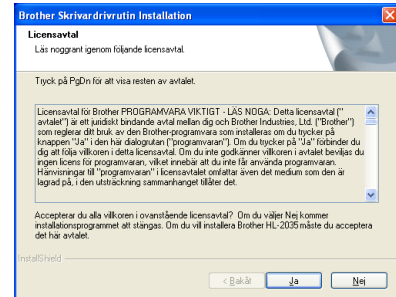 Brother Skrivardrivrutin Installation
Licensavtal
Läs noggrant igenom följande licensavtal.
Tryck på PgDn för att visa resten av avtalet.
Licensavtal för Brother PROGRAMVARA VIKTIGT - LÄS NOGA: Detta licensavtal ("
avtalet") är ett juridiskt bindande avtal mellan dig och Brother Industries, Ltd. ("Brother")
som reglerar ditt bruk av den Brother-programvara som installeras om du trycker på
knappen "Ja" i den här dialogrutan ("programvaran"). Om du trycker på "Ja" förbinder du
dig att följa villkoren i detta licensavtal. Om du inte godkänner villkoren i avtalet beviljas du
ingen licens för programvaran, vilket innebär att du inte får använda programvaran.
Hänvisningar till "programvaran" i licensavtalet omfattar även det medium som den är
lagrad på, i den utsträckning sammanhanget tillåter det.
Accepterar du alla villkoren i ovanstående licensavtal? Om du väljer Nej kommer
installationsprogrammet att stängas. Om du vill installera Brother HL-2035 måste du acceptera
det här avtalet.
InstallShield
< Bakåt Ja Nej